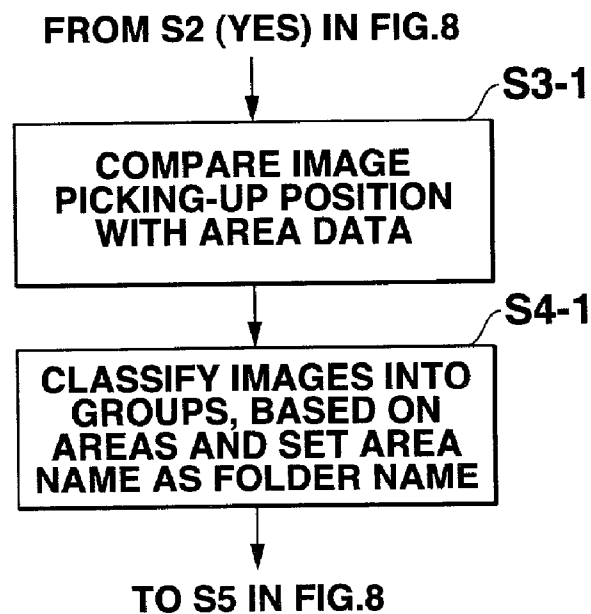 FROM S2 (YES) IN FIG.8
S3-1
COMPARE IMAGE
PICKING-UP POSITION
WITH AREA DATA
S4-1
CLASSIFY IMAGES INTO
GROUPS, BASED ON
AREAS AND SET AREA
NAME AS FOLDER NAME
TO S5 IN FIG.8